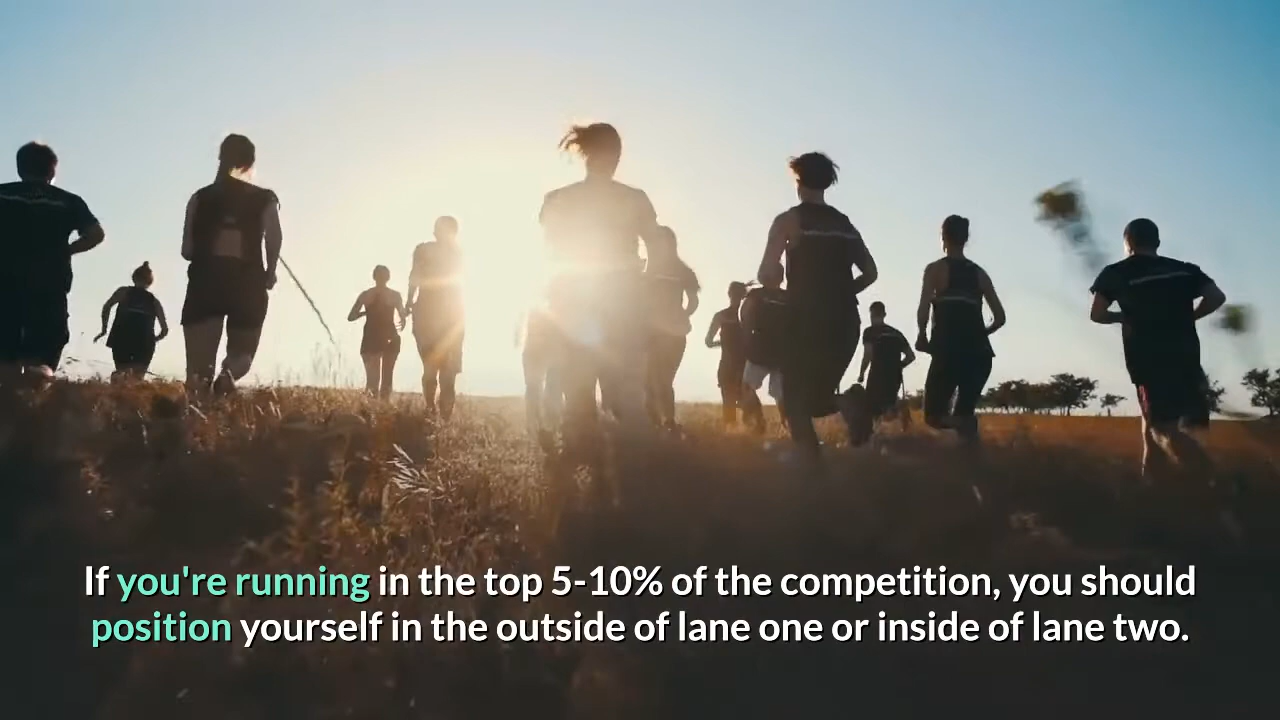 If you're running in the top 5-10% of the competition, you should
position yourself in the outside of lane one or inside of lane two.